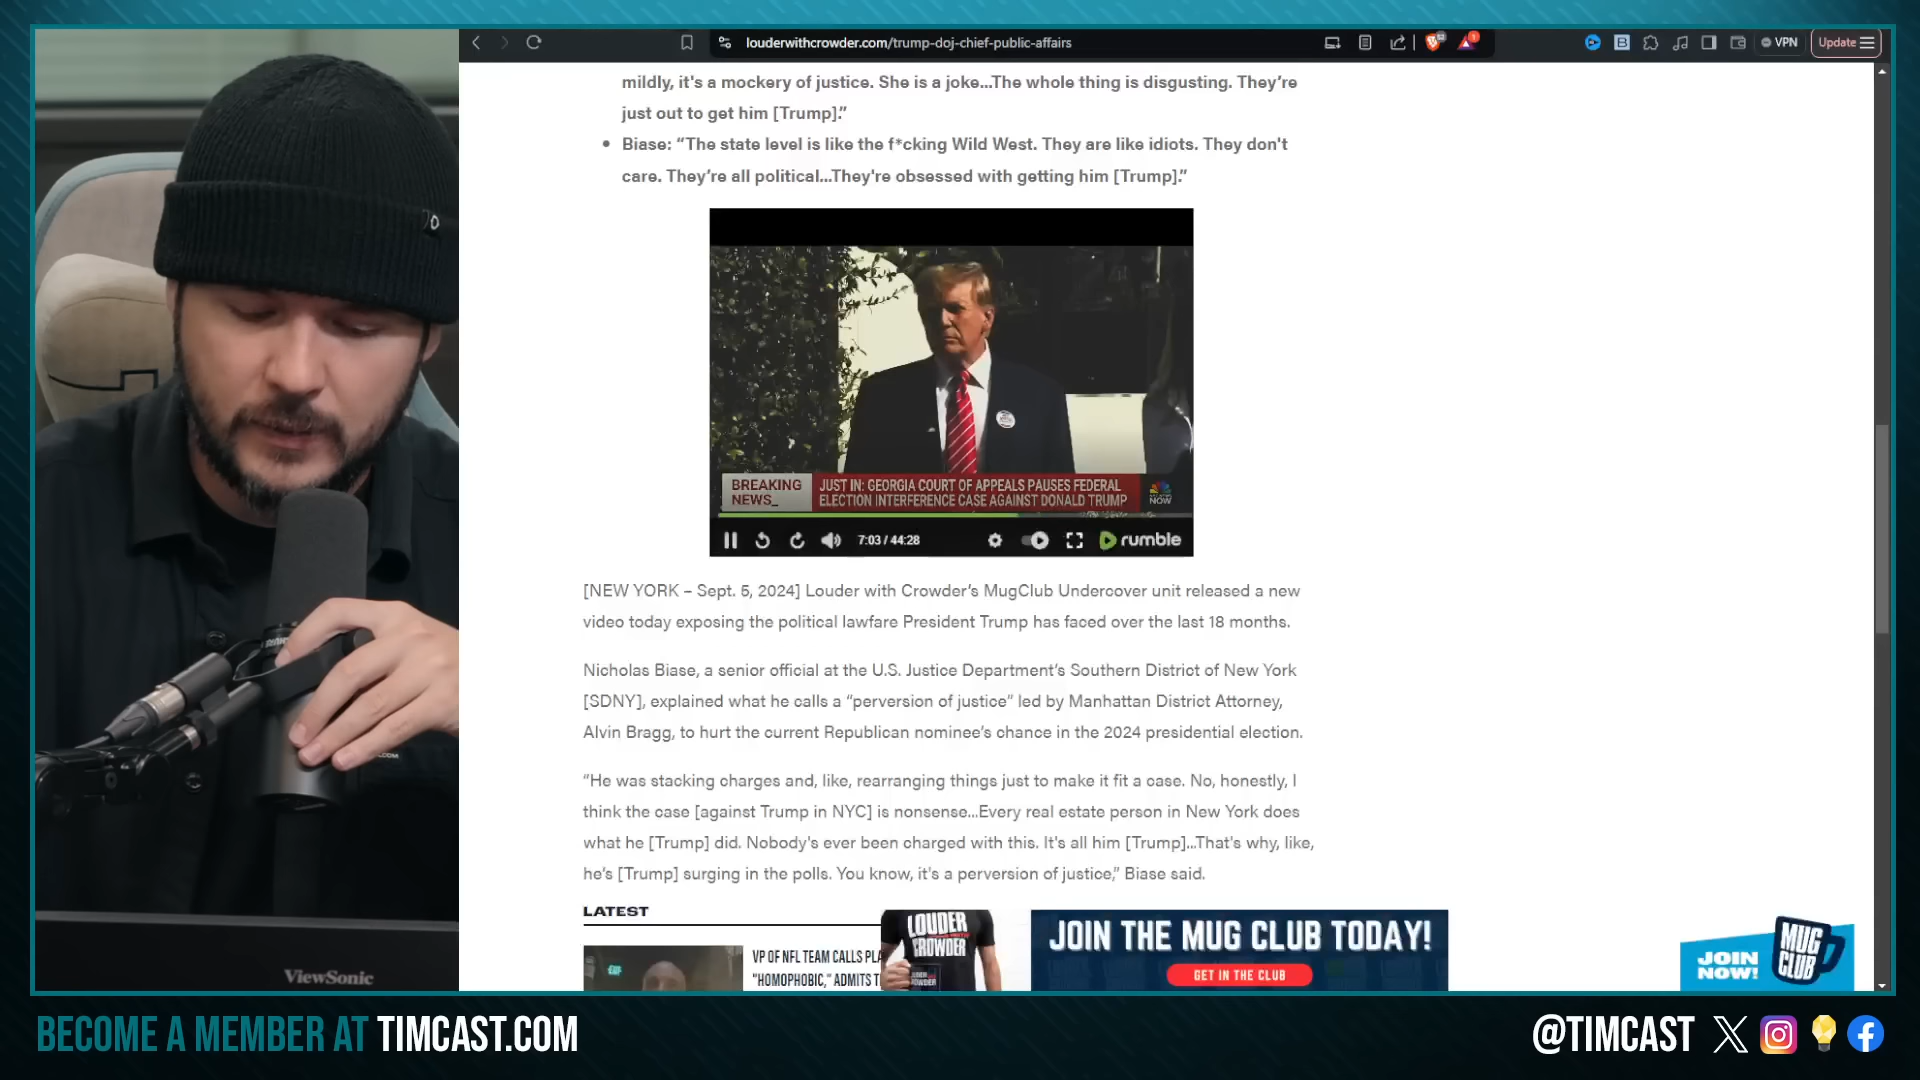 louderwithcrowder.com/trump-doj-chief-public-affairs
VPN
Update
mildly, it's a mockery of justice. She is a joke...The whole thing is disgusting. They’re
just out to get him [Trump].”
• Biase: “The state level is like the f*cking Wild West. They are like idiots. They don't
care. They’re all political...They're obsessed with getting him [Trump].”
BREAKING
NEWS_
JUST IN: GEORGIA COURT OF APPEALS PAUSES FEDERAL
ELECTION INTERFERENCE CASE AGAINST DONALD TRUMP
NOW
7:03 / 44:28
rumble
[NEW YORK – Sept. 5, 2024] Louder with Crowder’s MugClub Undercover unit released a new
video today exposing the political lawfare President Trump has faced over the last 18 months.
Nicholas Biase, a senior official at the U.S. Justice Department’s Southern District of New York
[SDNY], explained what he calls a “perversion of justice” led by Manhattan District Attorney,
Alvin Bragg, to hurt the current Republican nominee’s chance in the 2024 presidential election.
“He was stacking charges and, like, rearranging things just to make it fit a case. No, honestly, I
think the case [against Trump in NYC] is nonsense...Every real estate person in New York does
what he [Trump] did. Nobody's ever been charged with this. It's all him [Trump]...That's why, like,
he’s [Trump] surging in the polls. You know, it's a perversion of justice,” Biase said.
LATEST
VP OF NFL TEAM CALLS PLA
"HOMOPHOBIC," ADMITS T
LOUDER
CROWDER
JOIN THE MUG CLUB TODAY!
GET IN THE CLUB
JOIN
NOW!
MUG
CLUB
ViewSonic
BECOME A MEMBER AT TIMCAST.COM
@TIMCAST